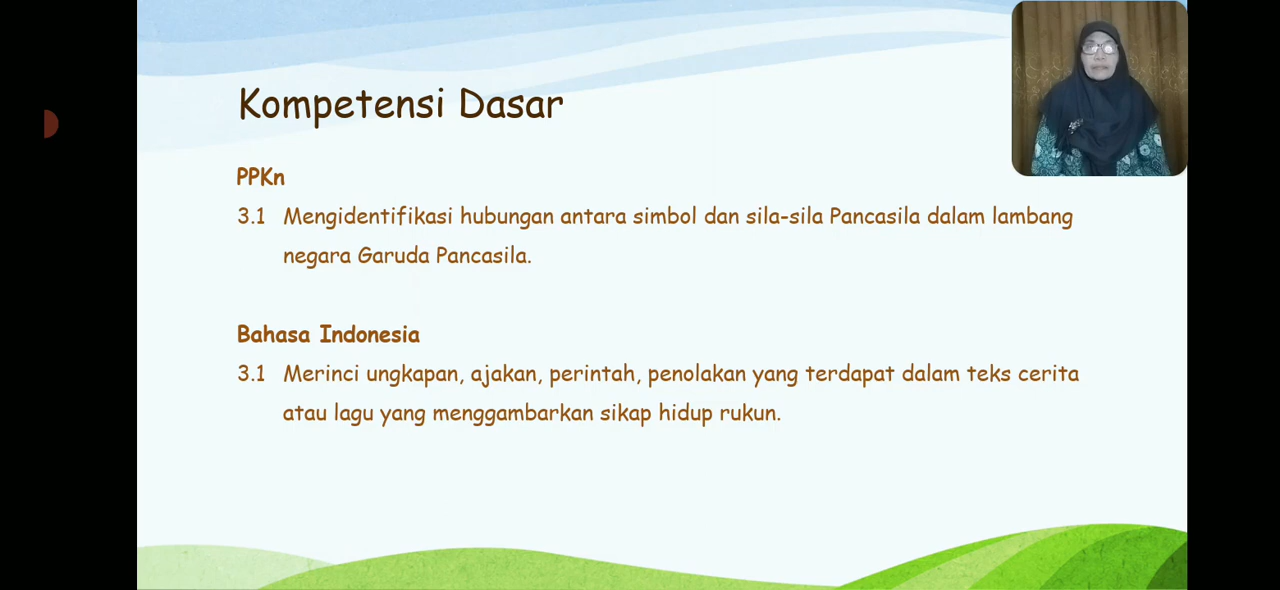 Kompetensi Dasar
PPKn
3.1 Mengidentifikasi hubungan antara simbol dan sila-sila Pancasila dalam lambang
negara Garuda Pancasila.
Bahasa Indonesia
3.1 Merinci ungkapan, ajakan, perintah, penolakan yang terdapat dalam teks cerita
atau lagu yang menggambarkan sikap hidup rukun.